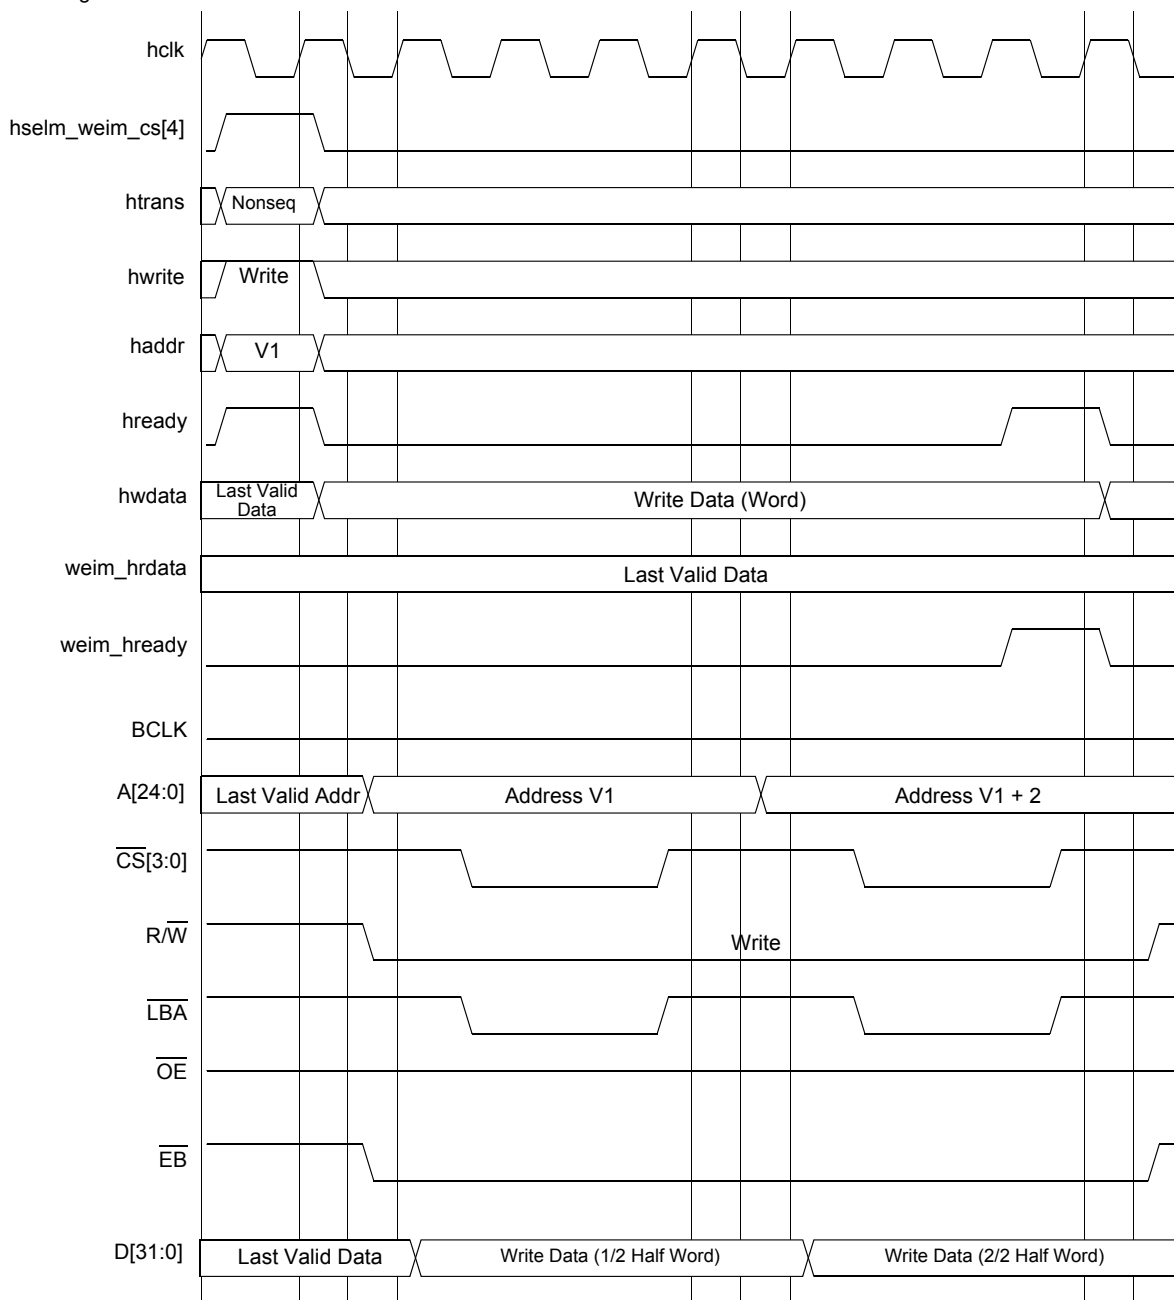 hclk
hselm_weim_cs[4]
htrans Nonseq
hwrite Write
haddr V1
hready
hwdata Last Valid Data Write Data (Word)
weim_hrdata Last Valid Data
weim_hready
BCLK
A[24:0] Last Valid Addr Address V1 Address V1 + 2
CS[3:0]
R/W Write
LBA
OE
EB
D[31:0] Last Valid Data Write Data (1/2 Half Word) Write Data (2/2 Half Word)